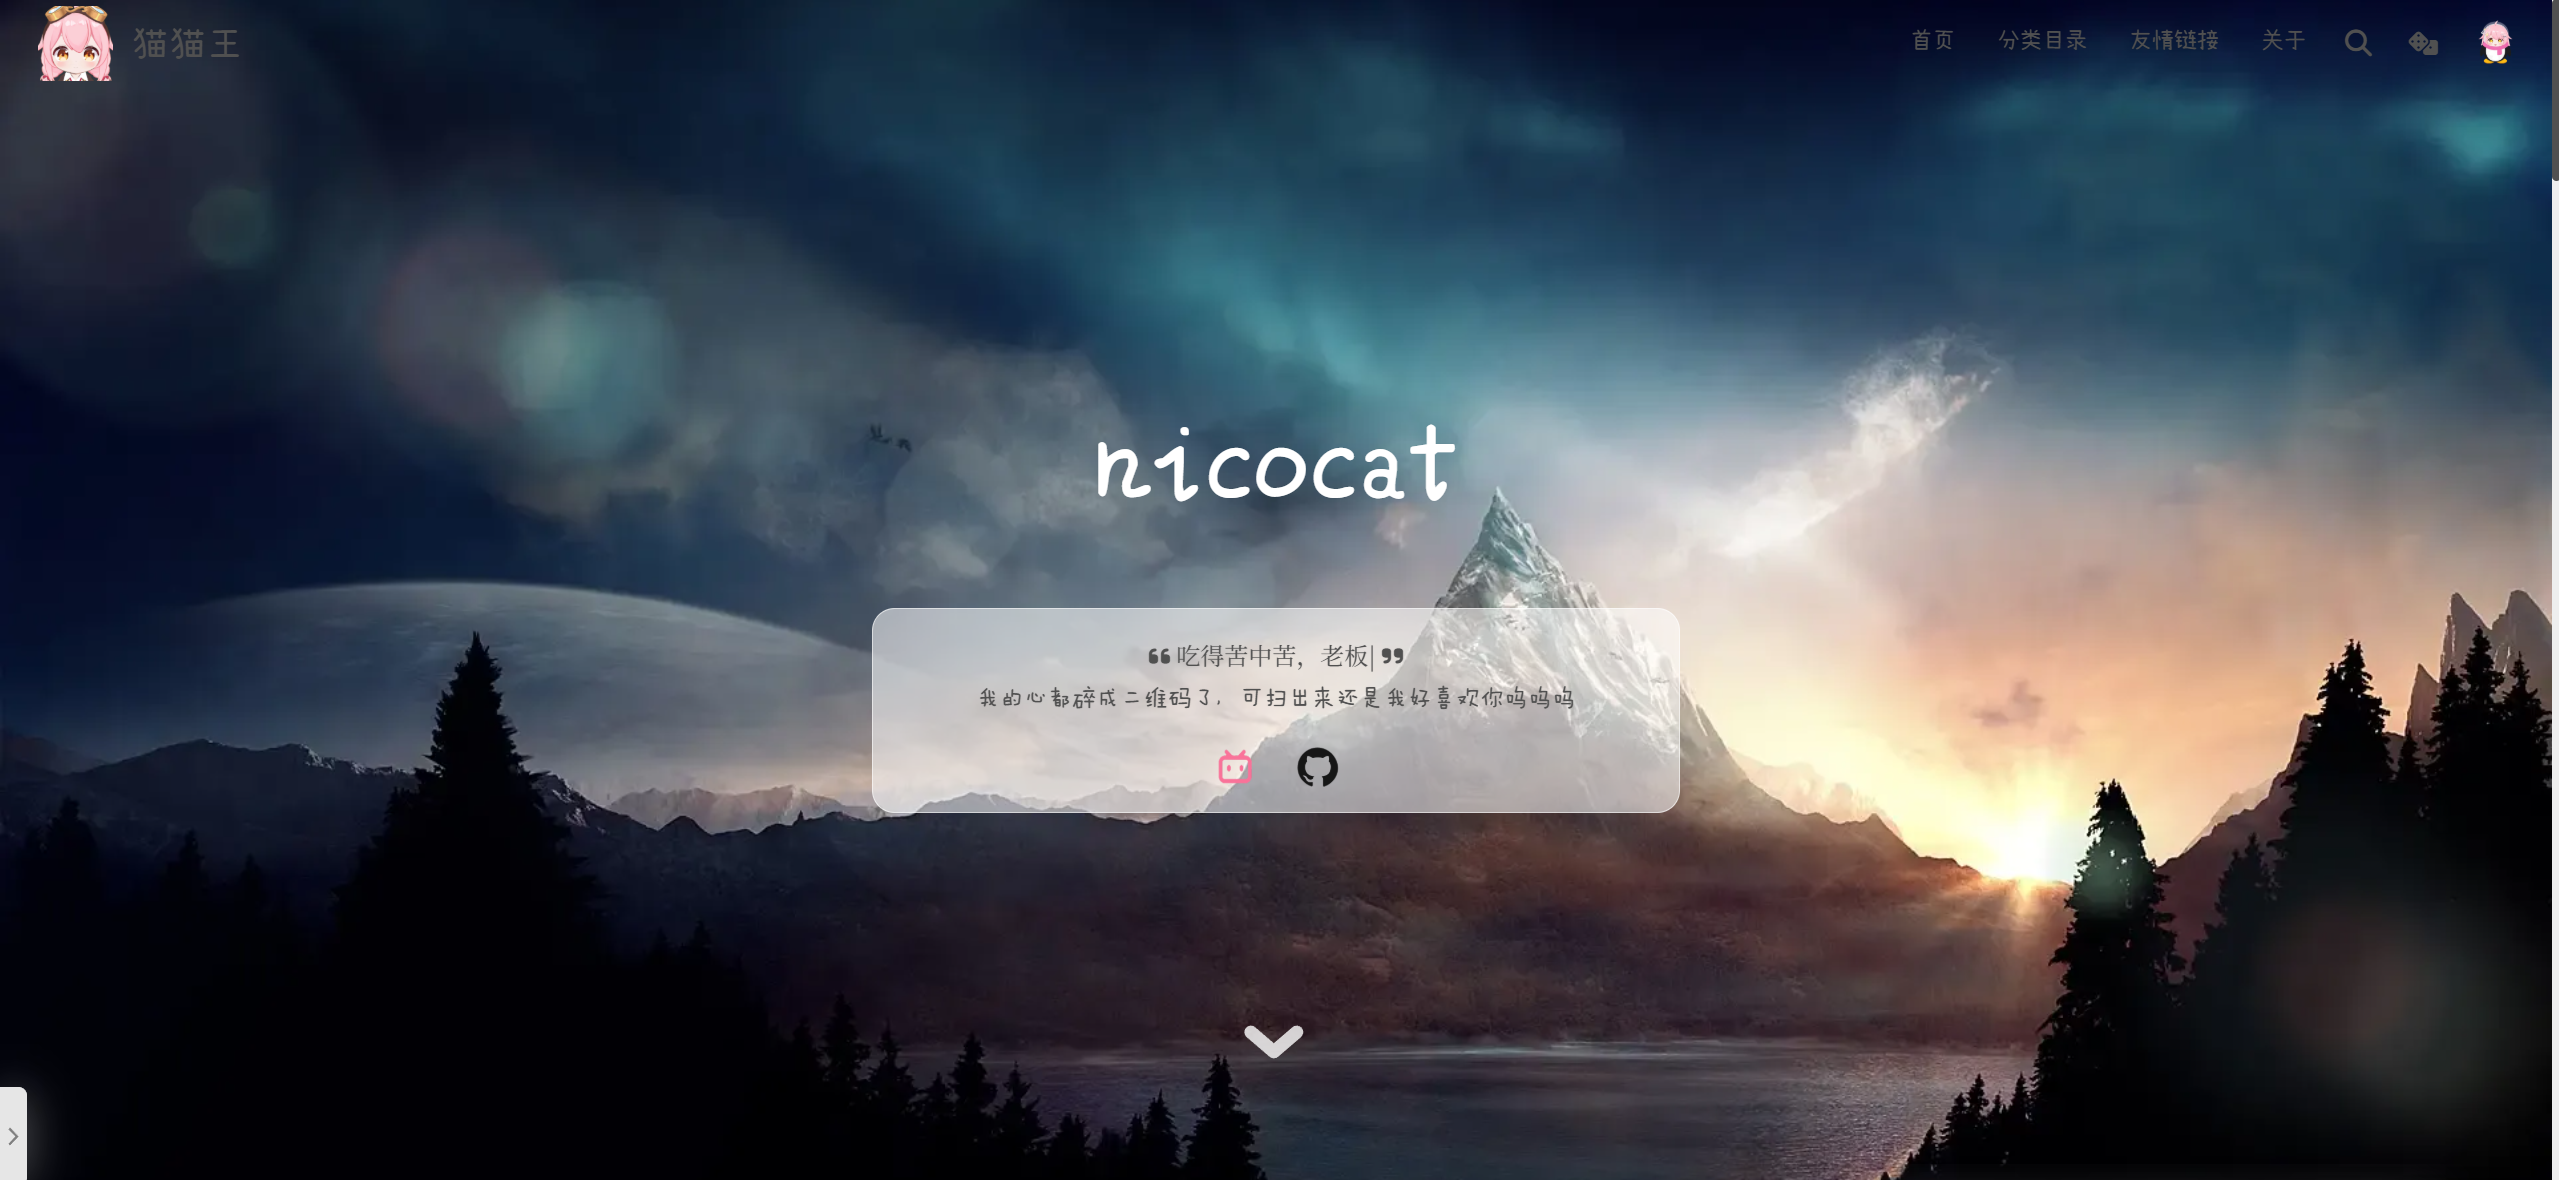 猫猫王
首页 分类目录 友情链接 关于
nicocat
❝ 吃得苦中苦，老板| ❞
我的心都碎成二维码了，可扫出来还是我好喜欢你呜呜呜